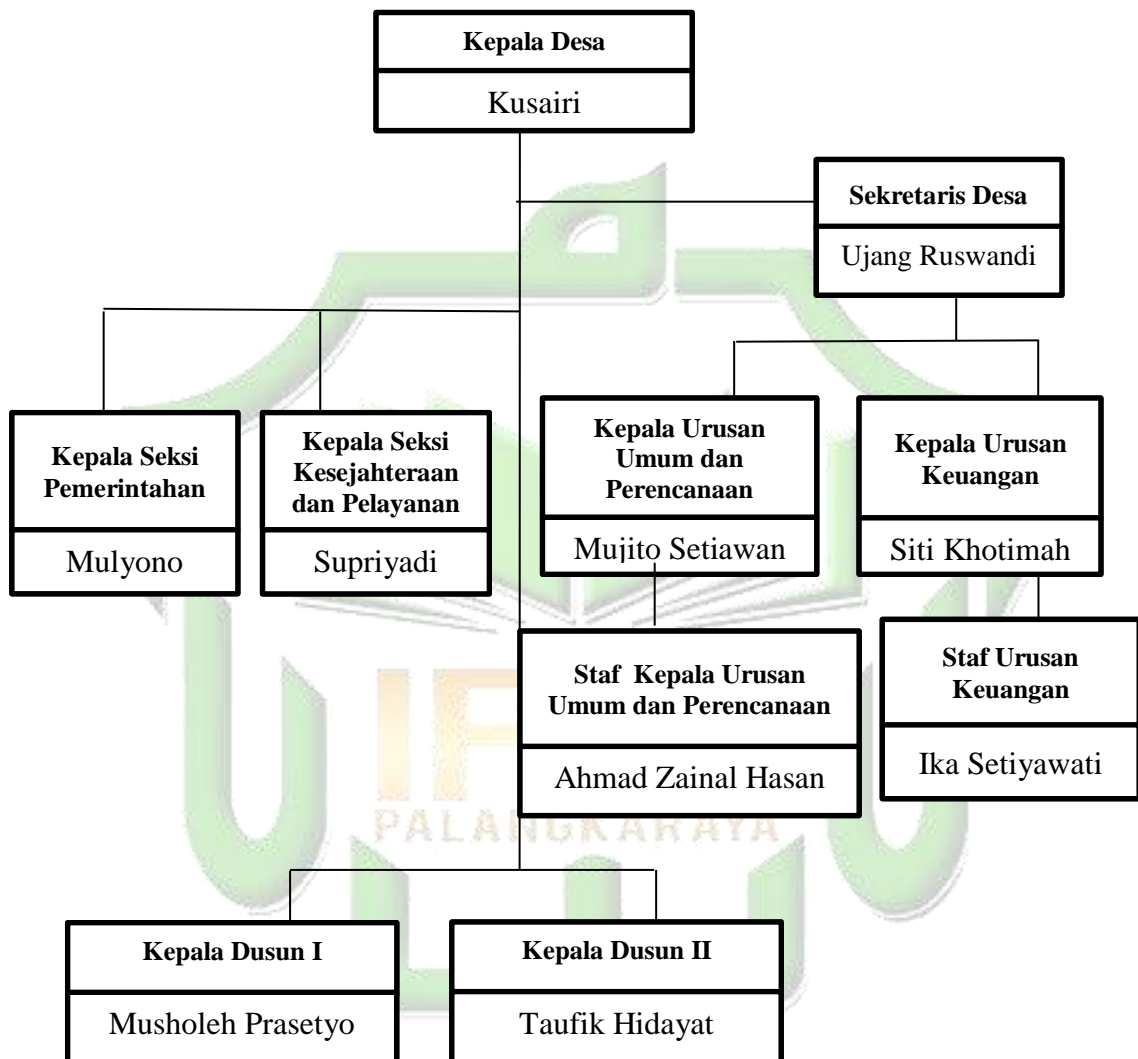 Kepala Desa
Kusairi
Sekretaris Desa
Ujang Ruswandi
Kepala Seksi
Pemerintahan
Mulyono
Kepala Seksi
Kesejahteraan
dan Pelayanan
Supriyadi
Kepala Urusan
Umum dan
Perencanaan
Mujito Setiawan
Kepala Urusan
Keuangan
Siti Khotimah
Staf Kepala Urusan
Umum dan Perencanaan
Ahmad Zainal Hasan
Staf Urusan
Keuangan
Ika Setiyawati
PALANGKARAYA
Kepala Dusun I
Musholeh Prasetyo
Kepala Dusun II
Taufik Hidayat